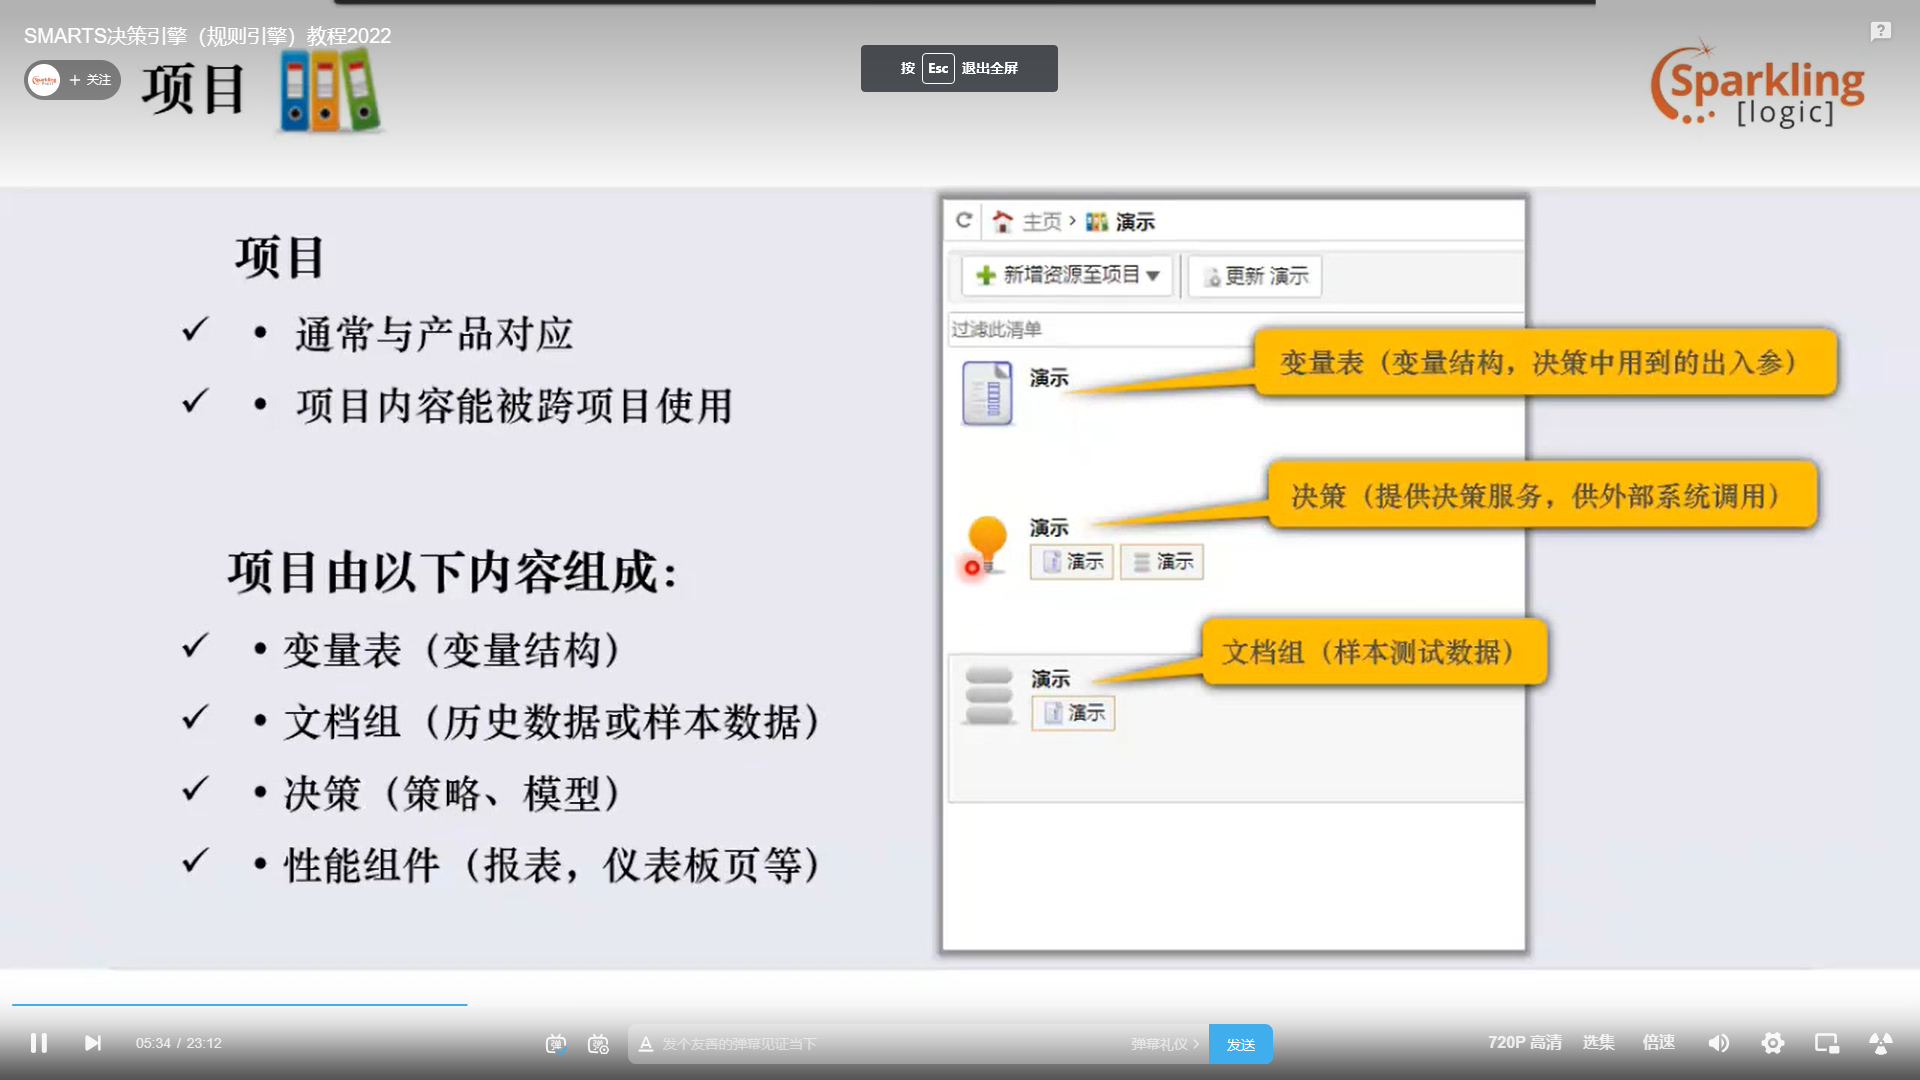 SMARTS决策引擎（规则引擎）教程2022
+ 关注
项目
按 Esc 退出全屏
?
Sparkling
[logic]
项目
✓ • 通常与产品对应
✓ • 项目内容能被跨项目使用
项目由以下内容组成：
✓ • 变量表（变量结构）
✓ • 文档组（历史数据或样本数据）
✓ • 决策（策略、模型）
✓ • 性能组件（报表，仪表板页等）
主页 › 演示
新增资源至项目 更新 演示
过滤此清单
演示
变量表（变量结构，决策中用到的出入参）
决策（提供决策服务，供外部系统调用）
演示
演示 演示
文档组（样本测试数据）
演示
演示
05:34 / 23:12
弹 弹
A 发个友善的弹幕见证当下
弹幕礼仪 ›
发送
720P 高清 选集 倍速